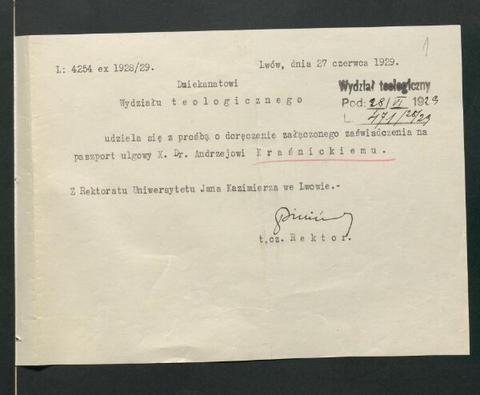 1
L: 4254 ex 1928/29.
Lwów, dnia 27 czerwca 1929.
Dziekanatowi
Wydziału teologicznego
Wydział teologiczny
Pod: 28/VI 1929
L. 471/28/29
udziela się z prośbą o doręczenie załączonego zaświadczenia na
paszport ulgowy X. Dr. Andrzejowi Kraśnickiemu.
Z Rektoratu Uniwersytetu Jana Kazimierza we Lwowie.-
t.cz. Rektor.